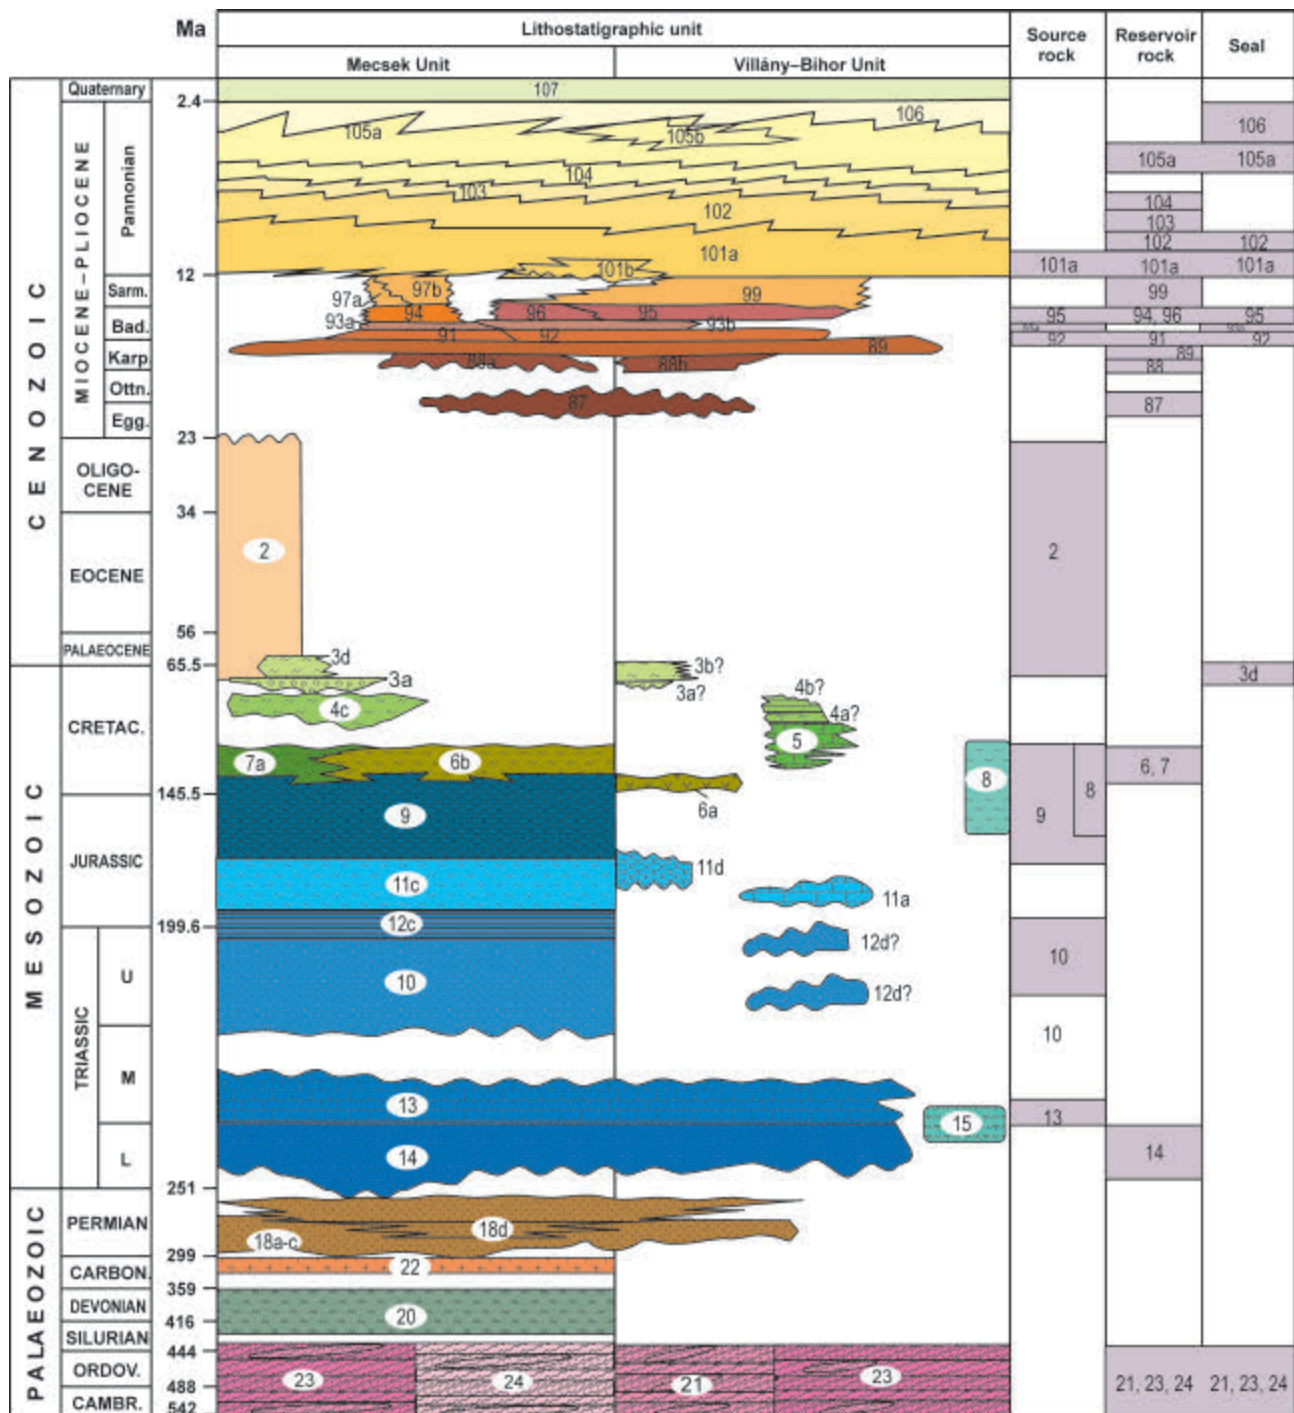 Ma
Lithostatigraphic unit
Mecsek Unit
Villány–Bihor Unit
Source
rock
Reservoir
rock
Seal
CENOZOIC
MESOZOIC
PALAEOZOIC
Quaternary
MIOCENE–PLIOCENE
Pannonian
Sarm.
Bad.
Karp.
Ottn.
Egg.
OLIGO-
CENE
EOCENE
PALAEOCENE
CRETAC.
JURASSIC
TRIASSIC
U
M
L
PERMIAN
CARBON.
DEVONIAN
SILURIAN
ORDOV.
CAMBR.
2.4
12
23
34
56
65.5
145.5
199.6
251
299
359
416
444
488
542
107
106
105a
105b
104
103
102
101a
101b
97b
97a
99
94
96
95
93a
93b
91
92
89
88a
88b
87
2
3d
3a
3b?
3a?
4c
4b?
4a?
5
7a
6b
8
6a
9
11c
11d
11a
12c
12d?
10
12d?
13
15
14
18d
18a-c
22
20
23
24
21
23
101a
95
92
2
9
8
10
10
13
105a
104
103
102
101a
99
94, 96
91
89
88
87
6, 7
14
21, 23, 24
106
105a
102
101a
95
92
3d
21, 23, 24